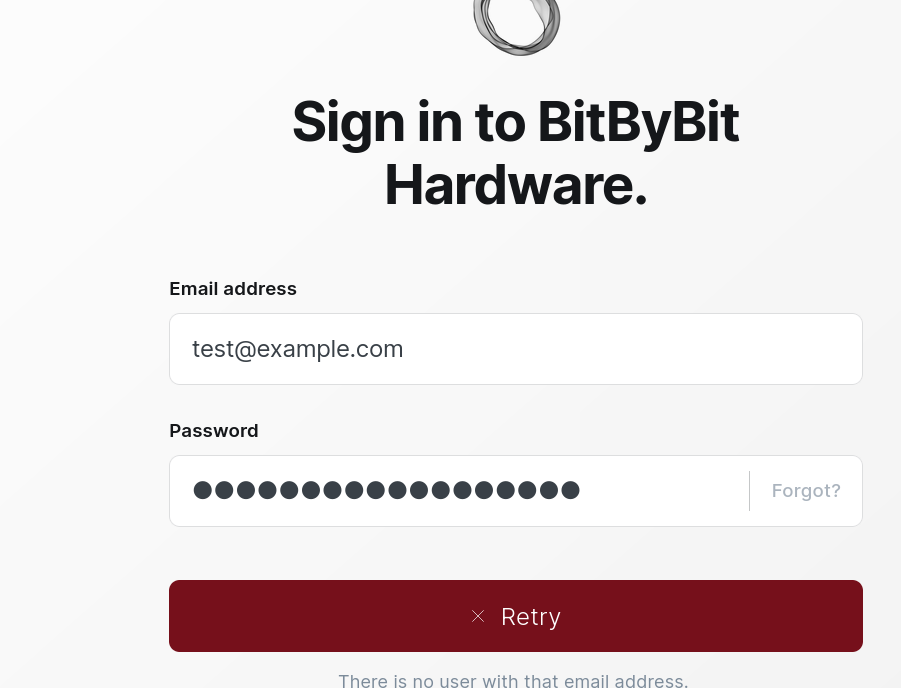 Sign in to BitByBit
Hardware.
Email address
test@example.com
Password
●●●●●●●●●●●●●●●●●●
Forgot?
Retry
There is no user with that email address.